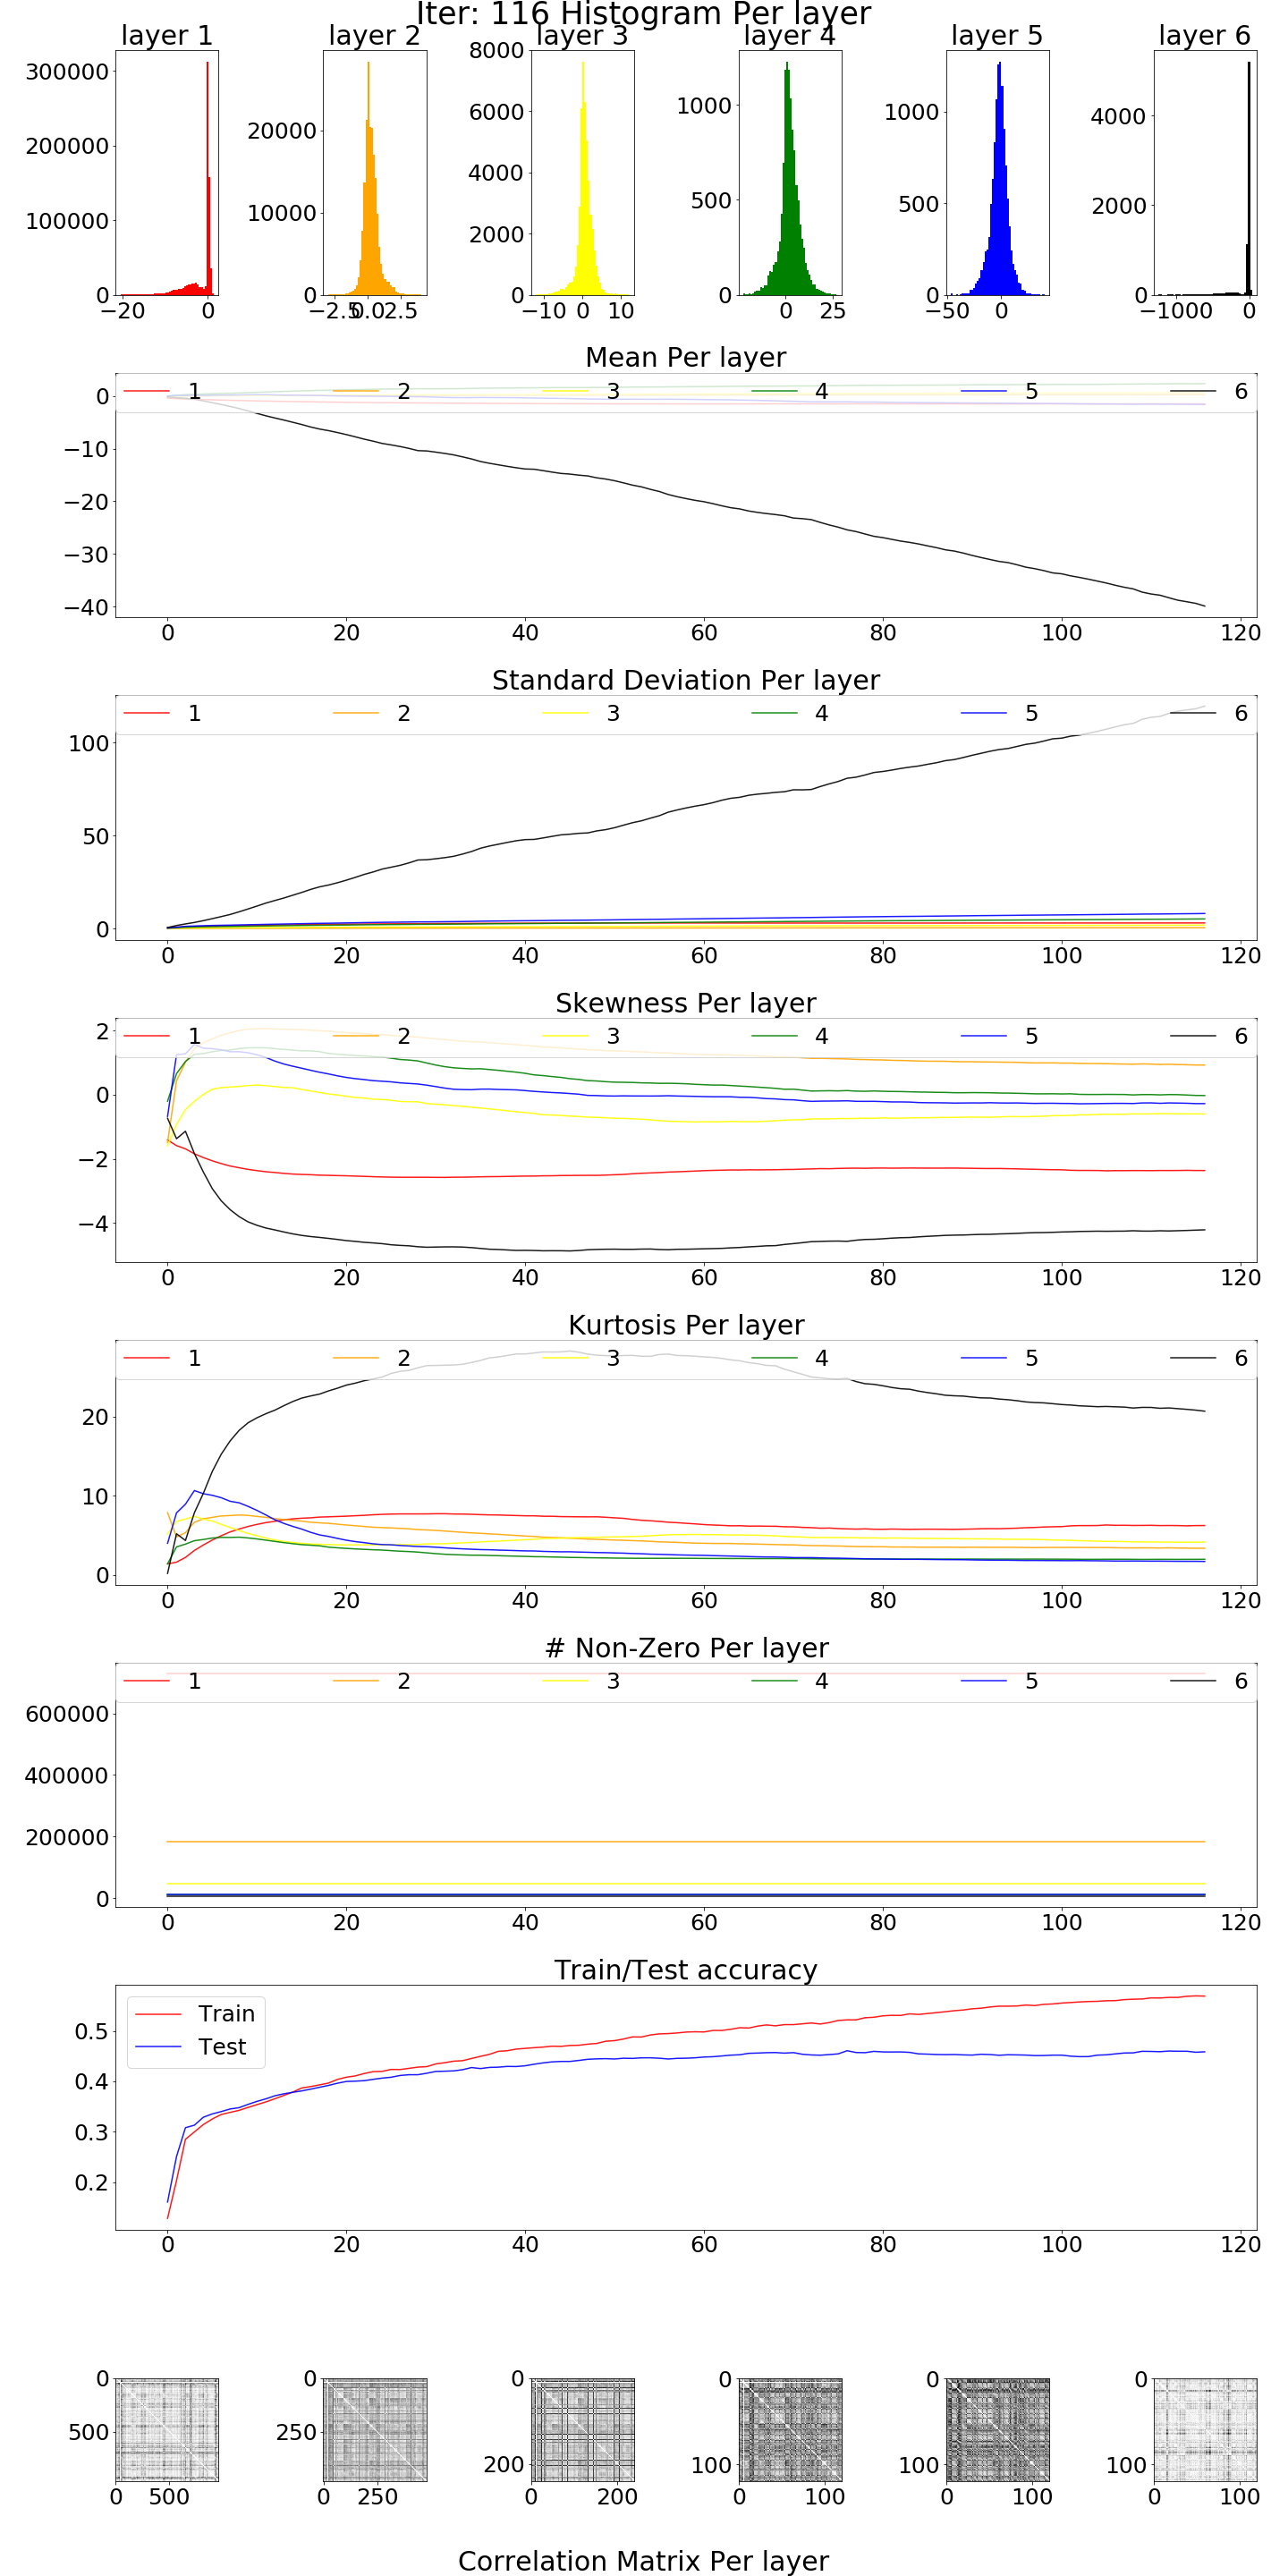 Iter: 116 Histogram Per layer
layer 1 layer 2 layer 3 layer 4 layer 5 layer 6
300000
200000
100000
0
−20 0
20000
10000
0
−2.5 0.0 2.5
8000
6000
4000
2000
0
−10 0 10
1000
500
0
0 25
1000
500
0
−50 0
4000
2000
0
−1000 0
Mean Per layer
1 2 3 4 5 6
0
−10
−20
−30
−40
0 20 40 60 80 100 120
Standard Deviation Per layer
1 2 3 4 5 6
100
50
0
0 20 40 60 80 100 120
Skewness Per layer
1 2 3 4 5 6
2
0
−2
−4
0 20 40 60 80 100 120
Kurtosis Per layer
1 2 3 4 5 6
20
10
0
0 20 40 60 80 100 120
# Non-Zero Per layer
1 2 3 4 5 6
600000
400000
200000
0
0 20 40 60 80 100 120
Train/Test accuracy
Train
Test
0.5
0.4
0.3
0.2
0 20 40 60 80 100 120
0
500
0 500
0
250
0 250
0
200
0 200
0
100
0 100
0
100
0 100
0
100
0 100
Correlation Matrix Per layer